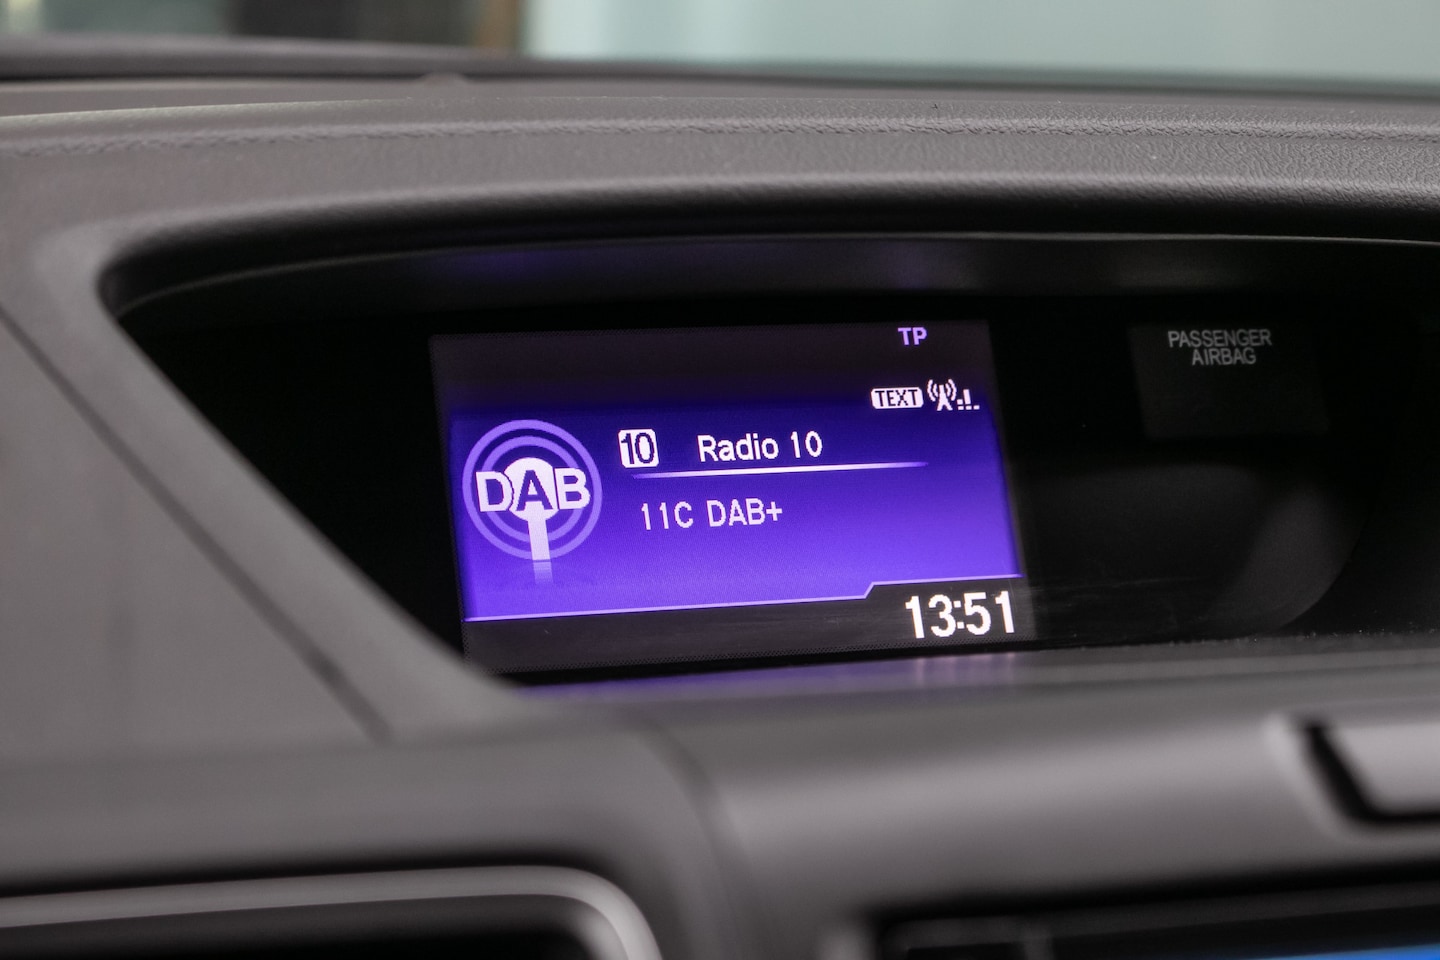 TP
PASSENGER
AIRBAG
TEXT
10 Radio 10
DAB
11C DAB+
13:51